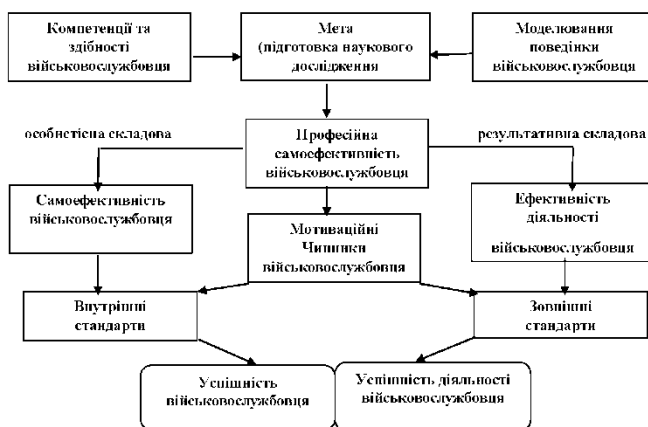 Компетенції та
здібності
військовослужбовця
Мета
(підготовка наукового
дослідження
Моделювання
поведінки
військовослужбовця
особистісна складова
Професійна
самоефективність
військовослужбовця
результативна складова
Самоефективність
військовослужбовця
Мотиваційні
Чинники
військовослужбовця
Ефективність
діяльності
військовослужбовця
Внутрішні
стандарти
Зовнішні
стандарти
Успішність
військовослужбовця
Успішність діяльності
військовослужбовця